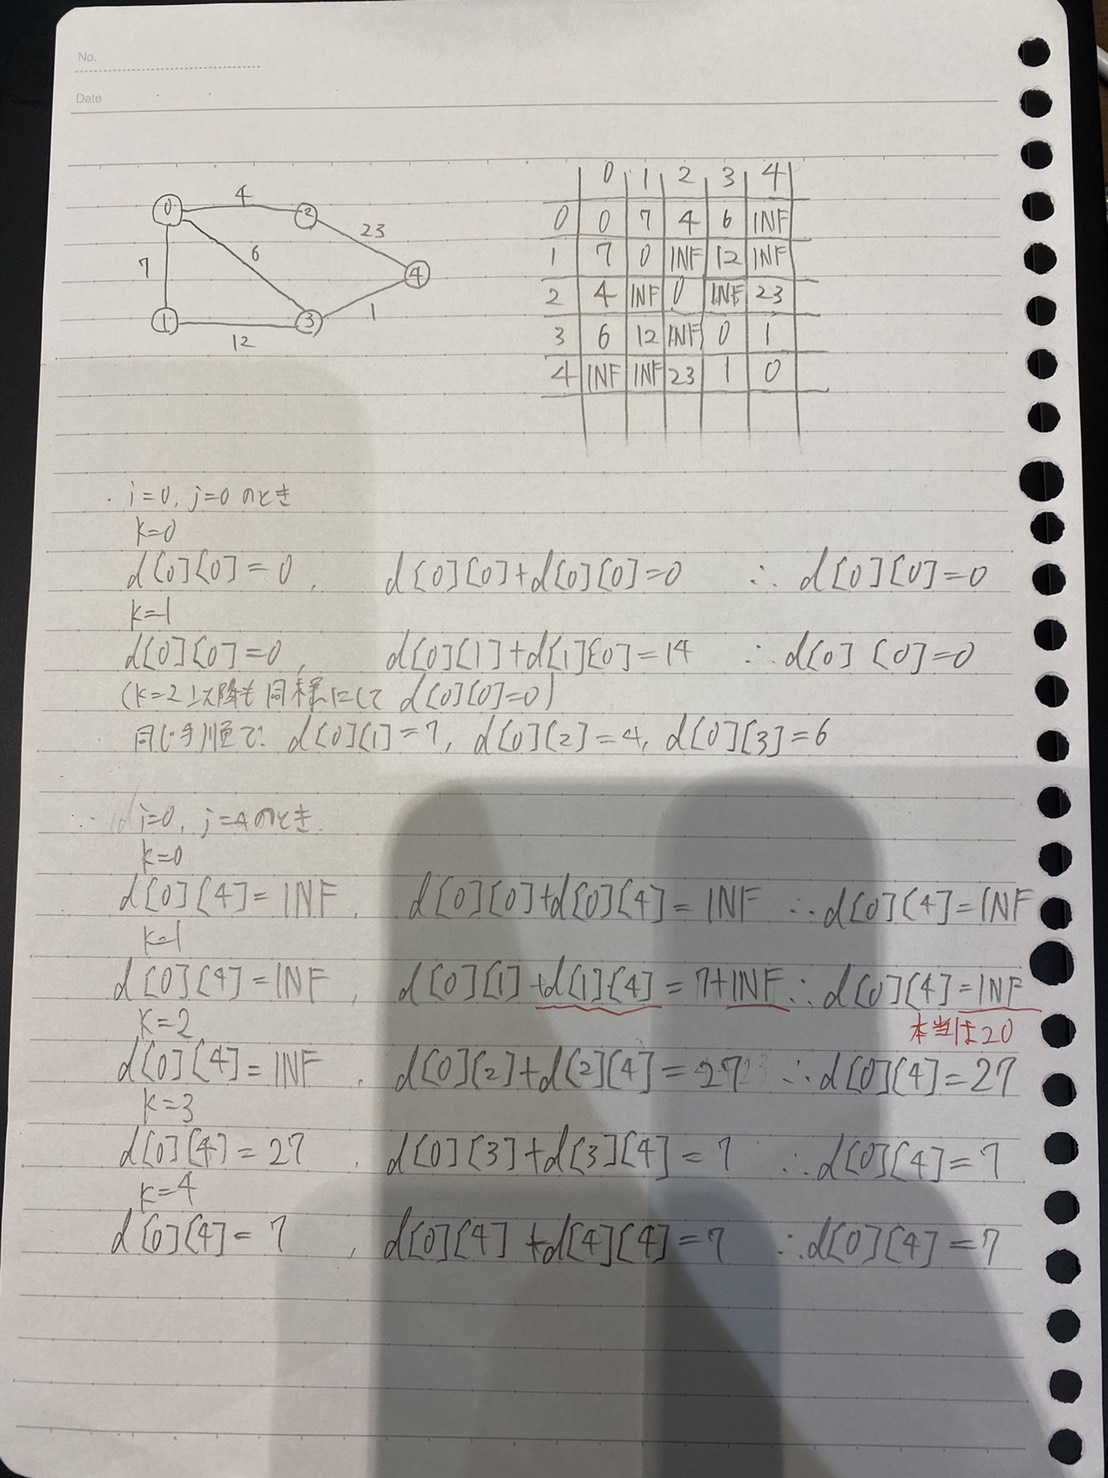 No.
Date
0 4 2 23 4 1 3 12 1 7 6
0 1 2 3 4
0 0 7 4 6 INF
1 7 0 INF 12 INF
2 4 INF 0 INF 23
3 6 12 INF 0 1
4 INF INF 23 1 0
・i=0, j=0 のとき
k=0
d[0][0]=0, d[0][0]+d[0][0]=0 ∴ d[0][0]=0
k=1
d[0][0]=0, d[0][1]+d[1][0]=14 ∴ d[0][0]=0
(k=2以降も同様にして d[0][0]=0)
同じ手順で d[0][1]=7, d[0][2]=4, d[0][3]=6
i=0, j=4のとき
k=0
d[0][4]=INF, d[0][0]+d[0][4]=INF ∴ d[0][4]=INF
k=1
d[0][4]=INF, d[0][1]+d[1][4]=7+INF ∴ d[0][4]=INF
本当は20
k=2
d[0][4]=INF, d[0][2]+d[2][4]=27 ∴ d[0][4]=27
k=3
d[0][4]=27, d[0][3]+d[3][4]=7 ∴ d[0][4]=7
k=4
d[0][4]=7, d[0][4]+d[4][4]=7 ∴ d[0][4]=7